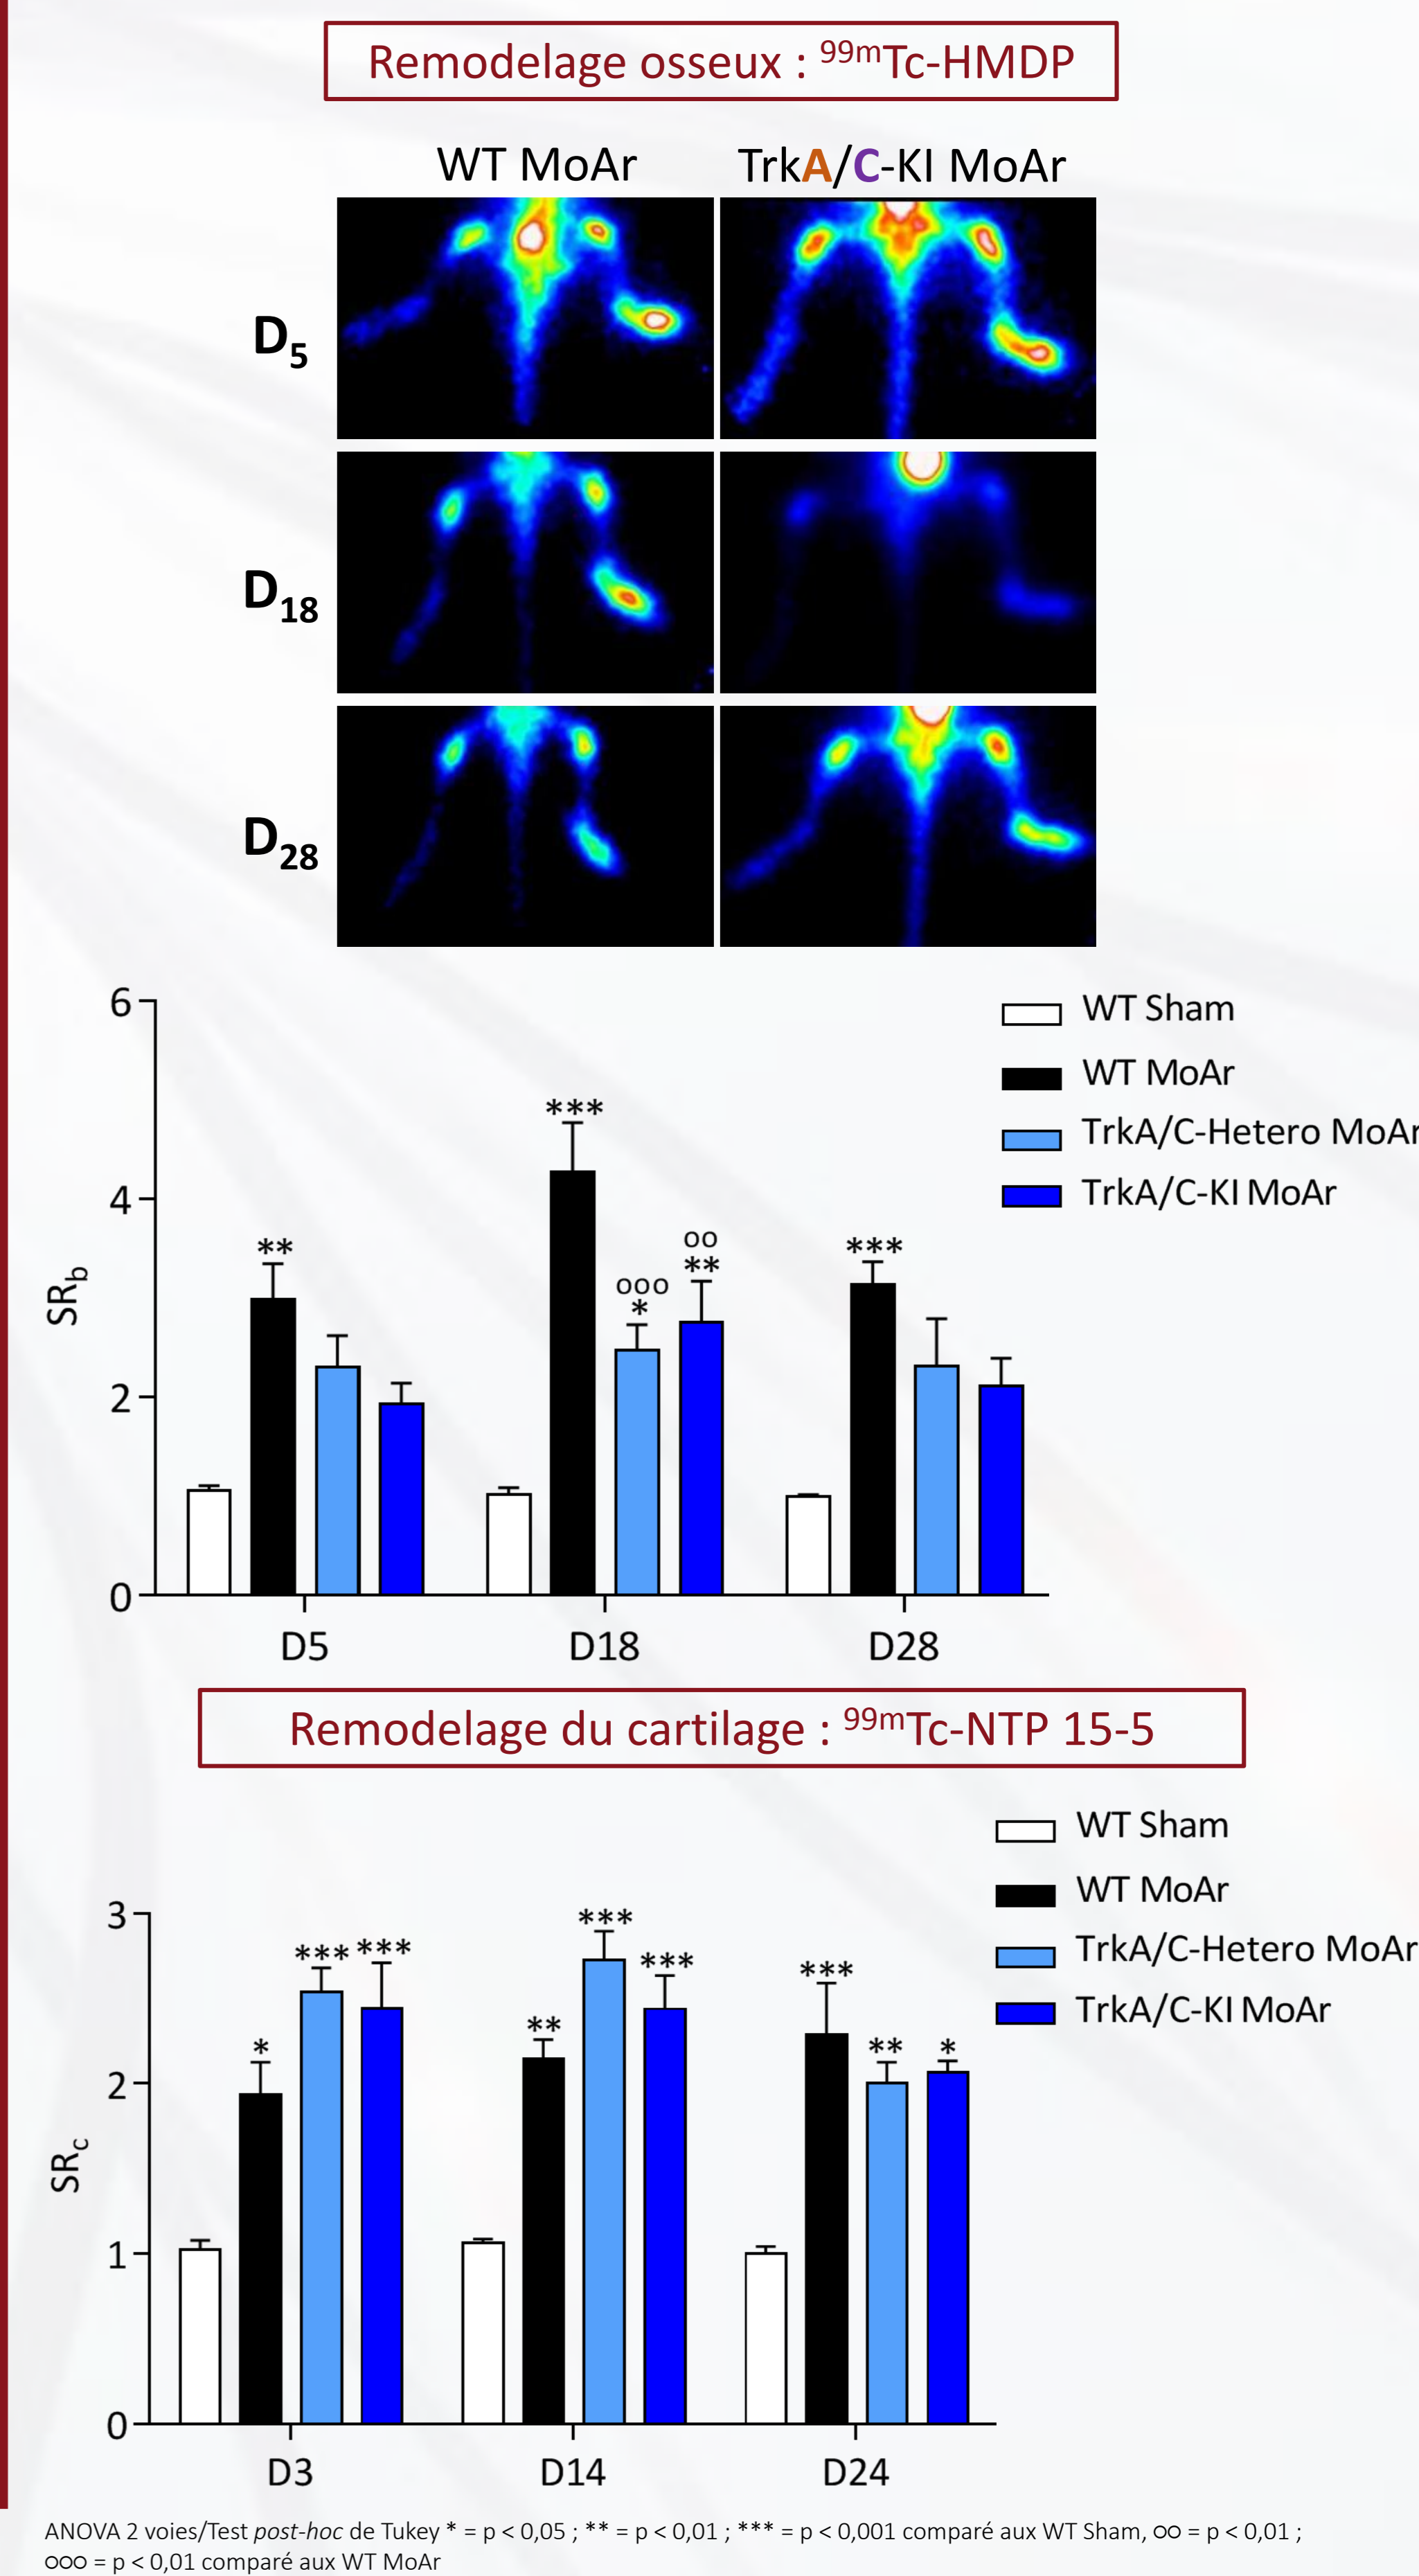 Remodelage osseux : 99mTc-HMDP
WT MoAr
TrkA/C-KI MoAr
D5
D18
D28
6
4
2
0
SRb
WT Sham
WT MoAr
TrkA/C-Hetero MoAr
TrkA/C-KI MoAr
**
***
ooo
*
oo
**
***
D5
D18
D28
Remodelage du cartilage : 99mTc-NTP 15-5
WT Sham
WT MoAr
TrkA/C-Hetero MoAr
TrkA/C-KI MoAr
3
2
1
0
SRc
*
***
***
**
***
***
***
**
*
D3
D14
D24
ANOVA 2 voies/Test post-hoc de Tukey * = p < 0,05 ; ** = p < 0,01 ; *** = p < 0,001 comparé aux WT Sham, oo = p < 0,01 ;
ooo = p < 0,01 comparé aux WT MoAr